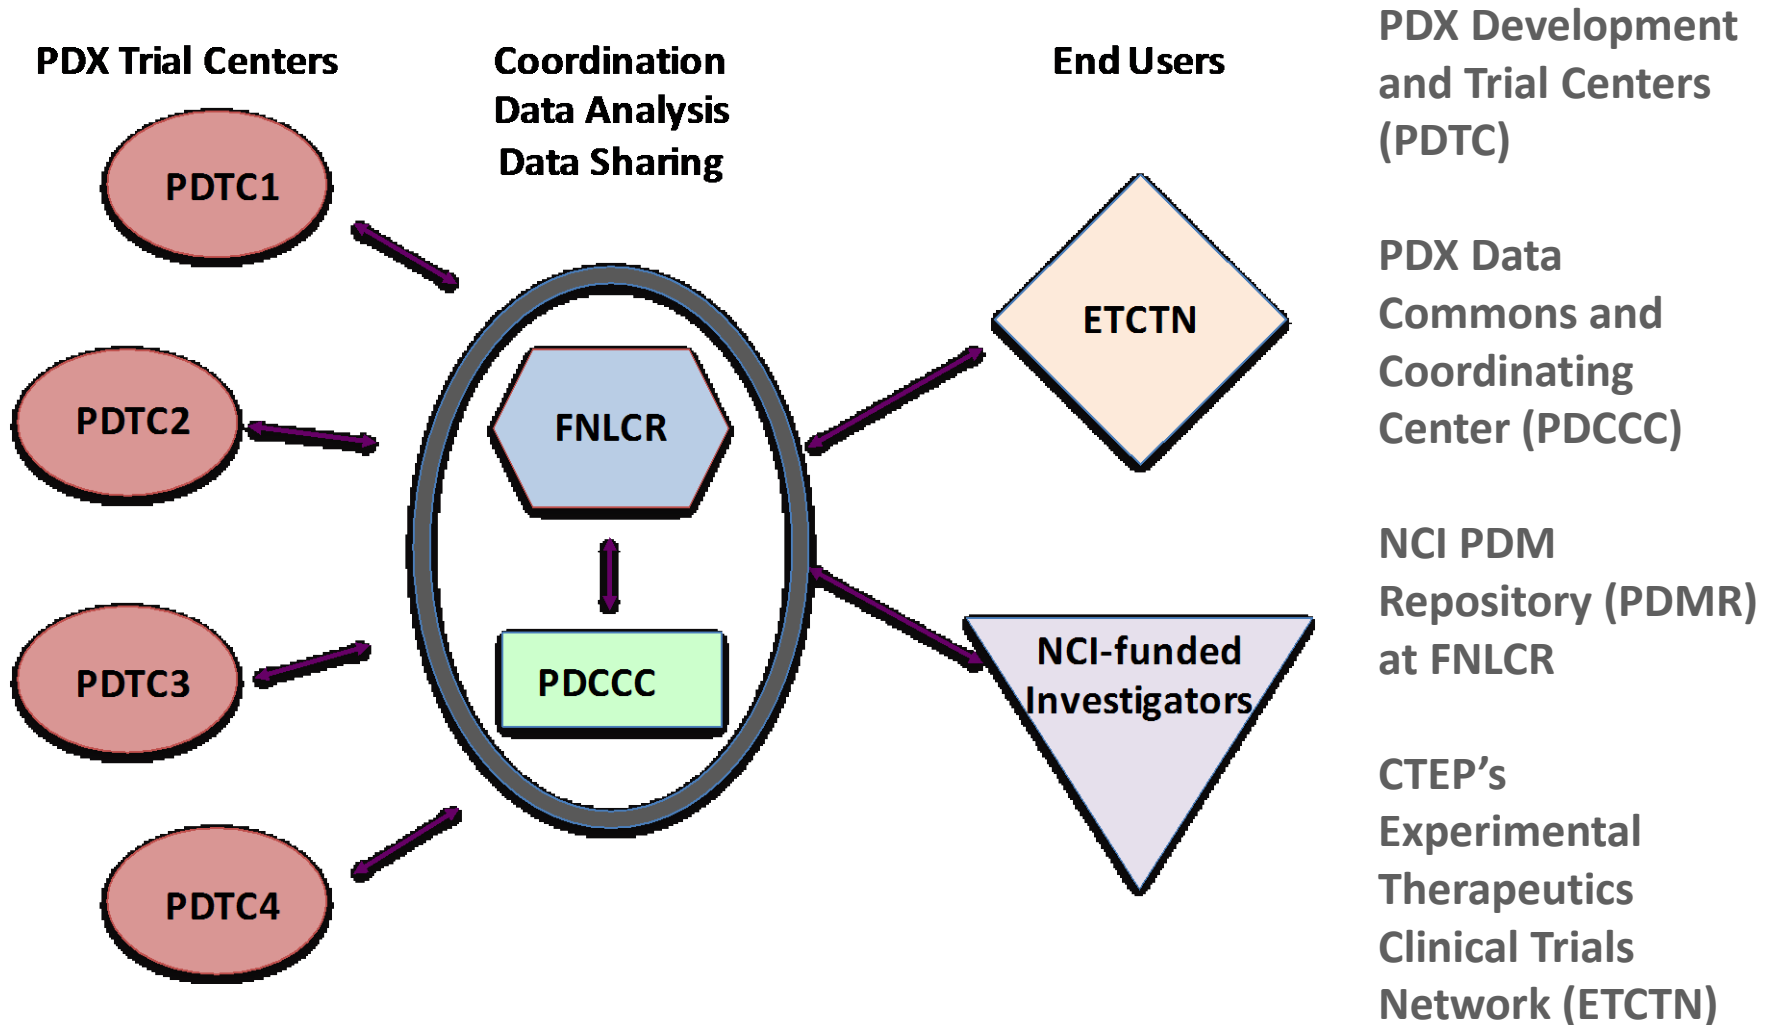 PDX Trial Centers
Coordination
Data Analysis
Data Sharing
End Users
PDTC1
PDTC2
PDTC3
PDTC4
FNLCR
PDCCC
ETCTN
NCI-funded
Investigators
PDX Development
and Trial Centers
(PDTC)
PDX Data
Commons and
Coordinating
Center (PDCCC)
NCI PDM
Repository (PDMR)
at FNLCR
CTEP’s
Experimental
Therapeutics
Clinical Trials
Network (ETCTN)